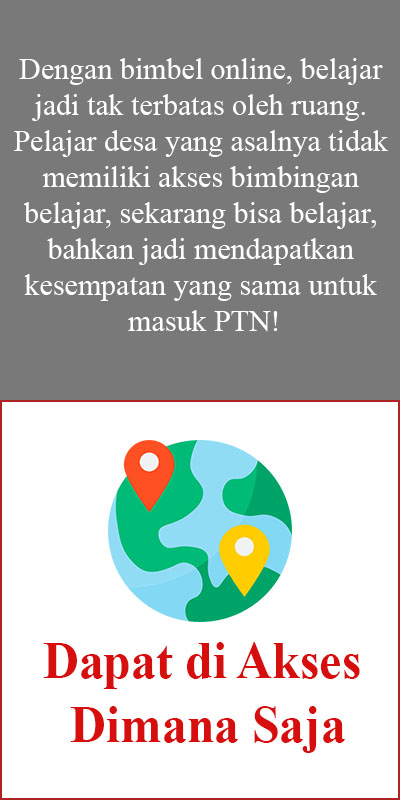 Dengan bimbel online, belajar
jadi tak terbatas oleh ruang.
Pelajar desa yang asalnya tidak
memiliki akses bimbingan
belajar, sekarang bisa belajar,
bahkan jadi mendapatkan
kesempatan yang sama untuk
masuk PTN!
Dapat di Akses
Dimana Saja